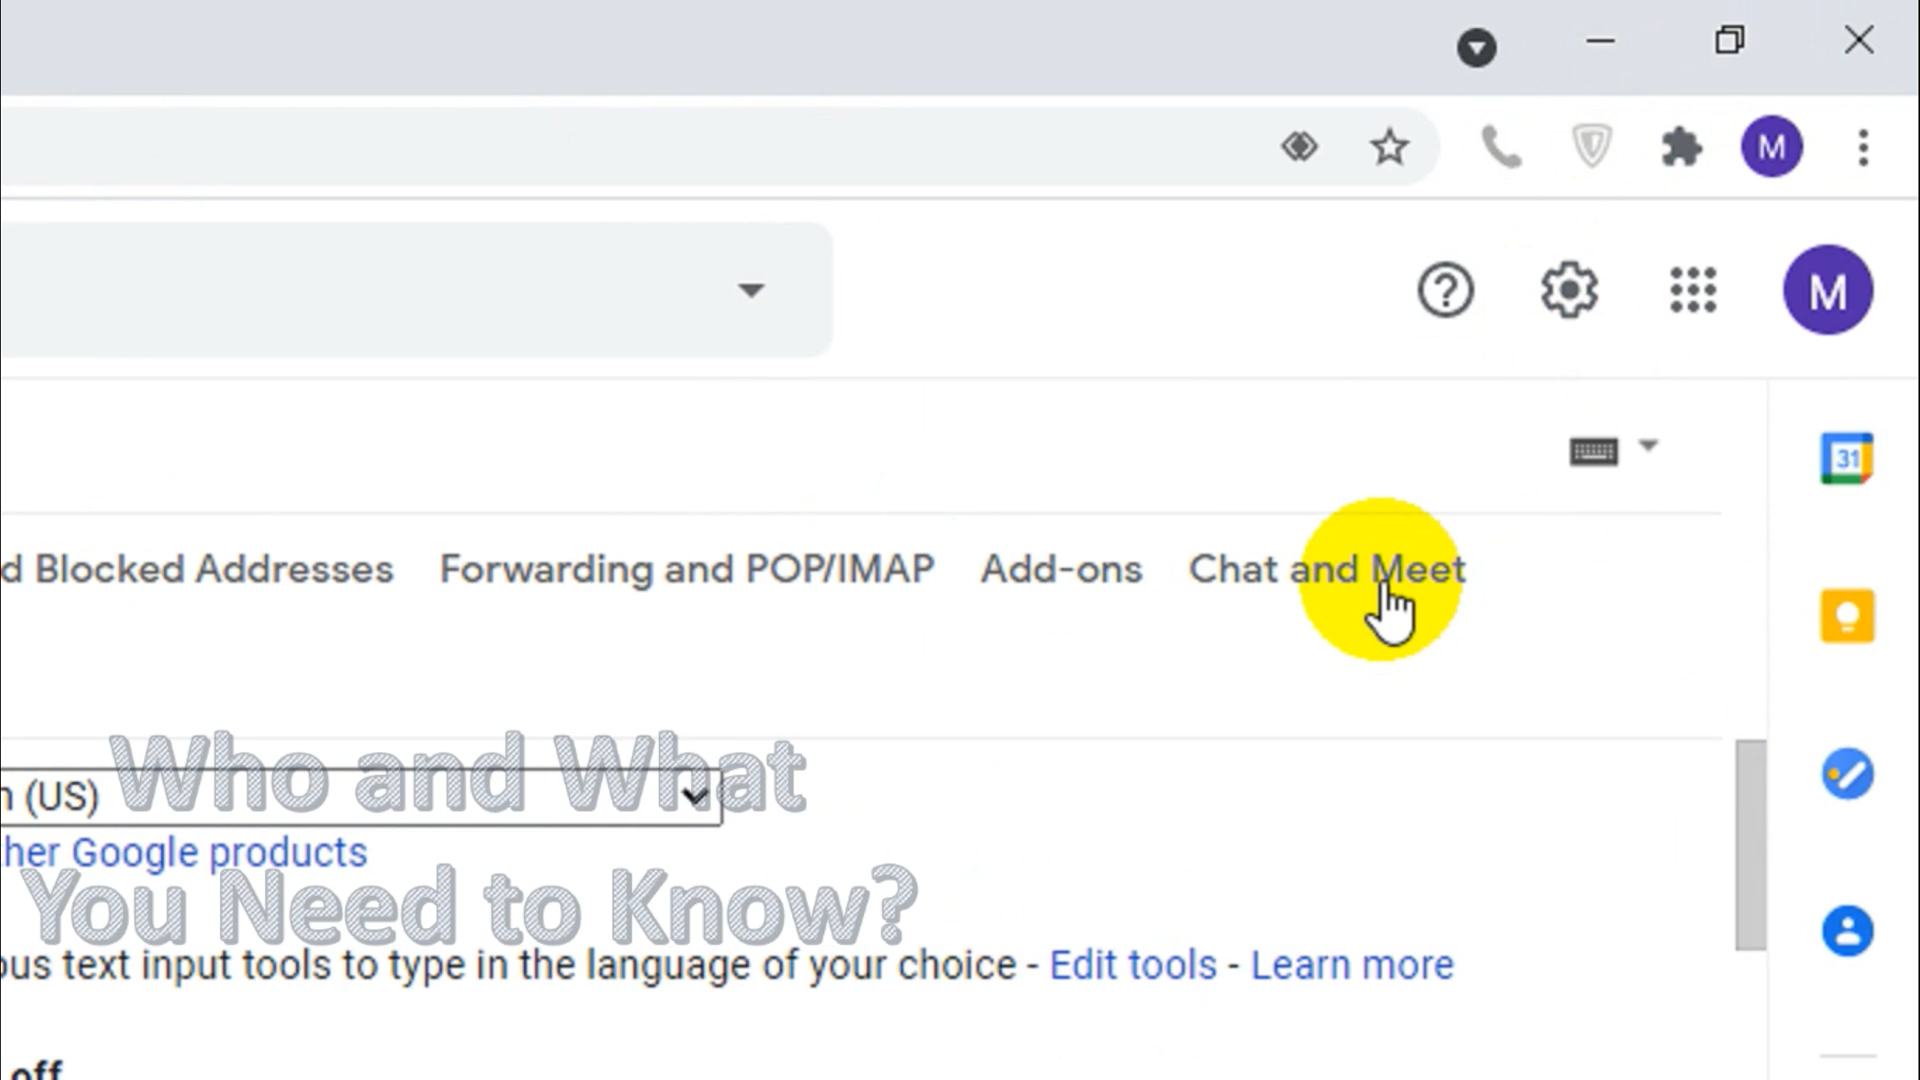 M
M
31
d Blocked Addresses Forwarding and POP/IMAP Add-ons Chat and Meet
Who and What
n (US)
ther Google products
You Need to Know?
ous text input tools to type in the language of your choice - Edit tools - Learn more
off